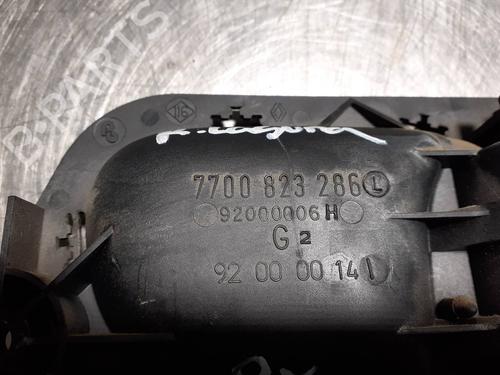 B-PARTS
7700 823 286 L
92000006 H
G2
92 00 00 14 I